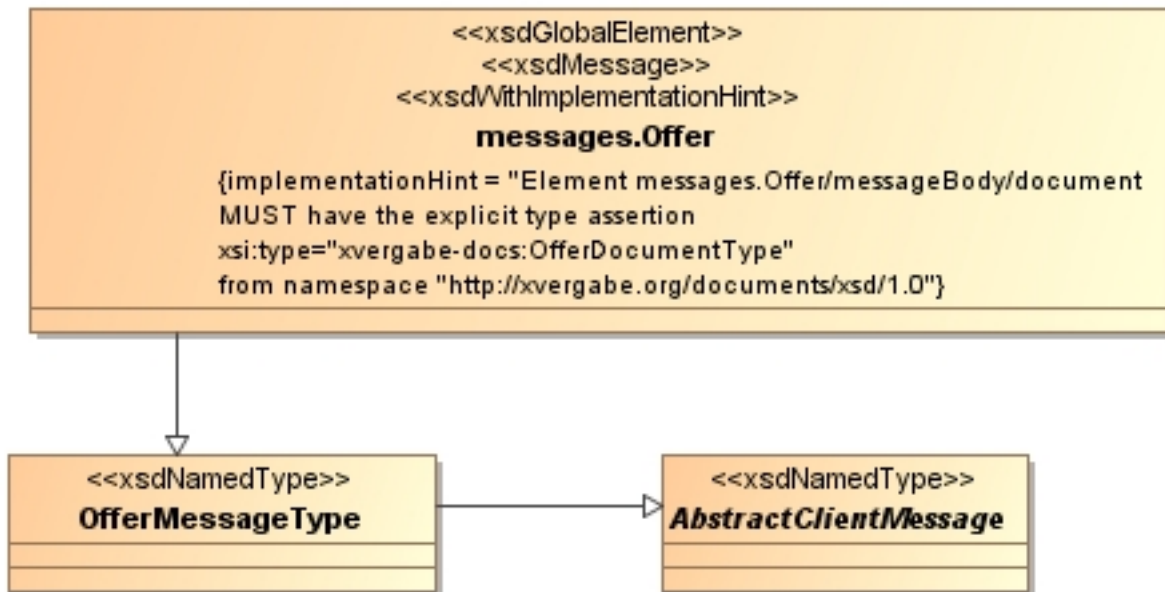 <<xsdGlobalElement>>
<<xsdMessage>>
<<xsdWithImplementationHint>>
messages.Offer
{implementationHint = "Element messages.Offer/messageBody/document
MUST have the explicit type assertion
xsi:type="xvergabe-docs:OfferDocumentType"
from namespace "http://xvergabe.org/documents/xsd/1.0"}
<<xsdNamedType>>
OfferMessageType
<<xsdNamedType>>
AbstractClientMessage